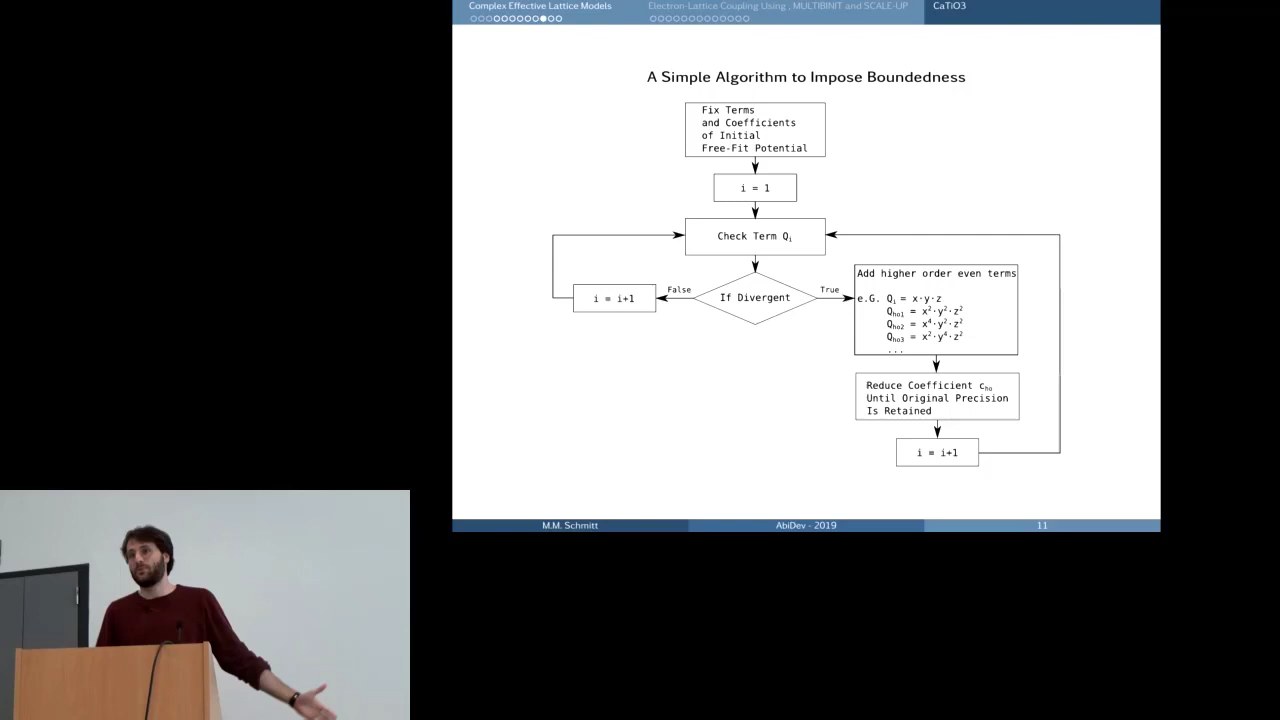 Complex Effective Lattice Models
Electron-Lattice Coupling Using , MULTIBINIT and SCALE-UP
CaTiO3
A Simple Algorithm to Impose Boundedness
Fix Terms
and Coefficients
of Initial
Free-Fit Potential
i = 1
Check Term Qᵢ
If Divergent
False
True
i = i+1
Add higher order even terms
e.G. Qᵢ = x·y·z
Qₕₒ₁ = x²·y²·z²
Qₕₒ₂ = x⁴·y²·z²
Qₕₒ₃ = x²·y⁴·z²
...
Reduce Coefficient cₕₒ
Until Original Precision
Is Retained
i = i+1
M.M. Schmitt
AbiDev - 2019
11